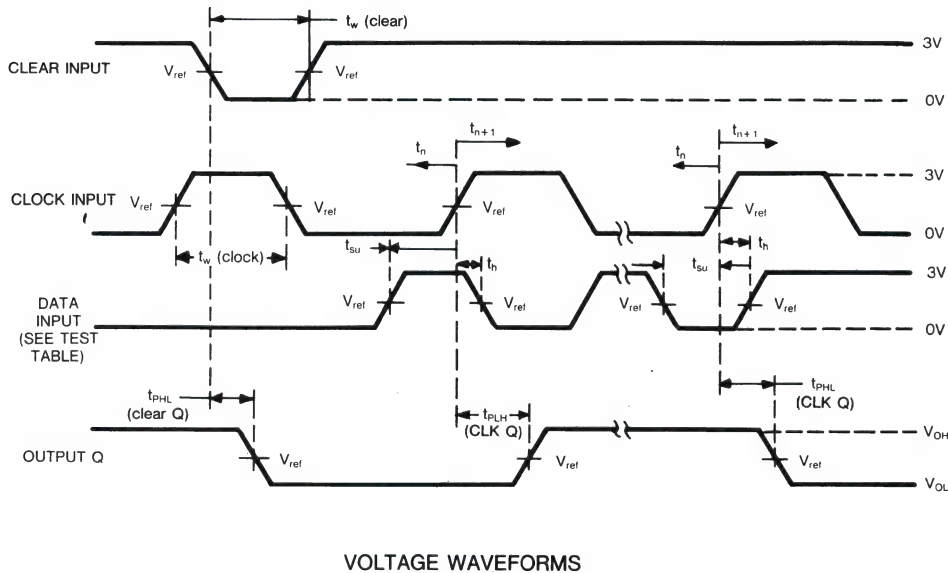 t_w (clear)
3V
CLEAR INPUT
V_ref
V_ref
0V
t_n
t_n+1
t_n
t_n+1
3V
CLOCK INPUT
V_ref
V_ref
V_ref
V_ref
0V
t_w (clock)
t_su
t_h
t_su
t_h
3V
DATA
INPUT
(SEE TEST
TABLE)
V_ref
V_ref
V_ref
V_ref
0V
t_PHL
(clear Q)
t_PLH
(CLK Q)
t_PHL
(CLK Q)
V_OH
OUTPUT Q
V_ref
V_ref
V_ref
V_OL
VOLTAGE WAVEFORMS